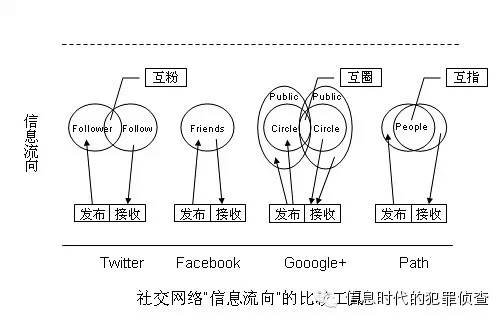 互粉
互圈
互指
Public
Public
Follower
Follow
Friends
Circle
Circle
People
信息流向
发布 接收
发布 接收
发布 接收
发布 接收
Twitter
Facebook
Gooogle+
Path
社交网络"信息流向"的比较工
信息时代的犯罪侦查